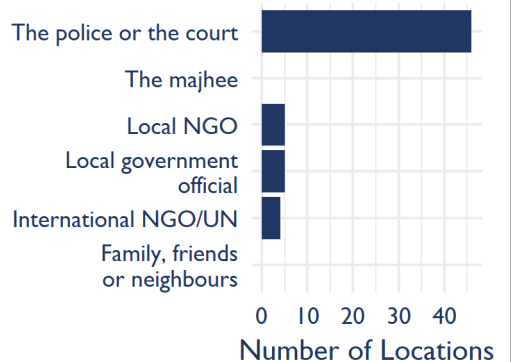 The police or the court
The majhee
Local NGO
Local government
official
International NGO/UN
Family, friends
or neighbours
0 10 20 30 40
Number of Locations